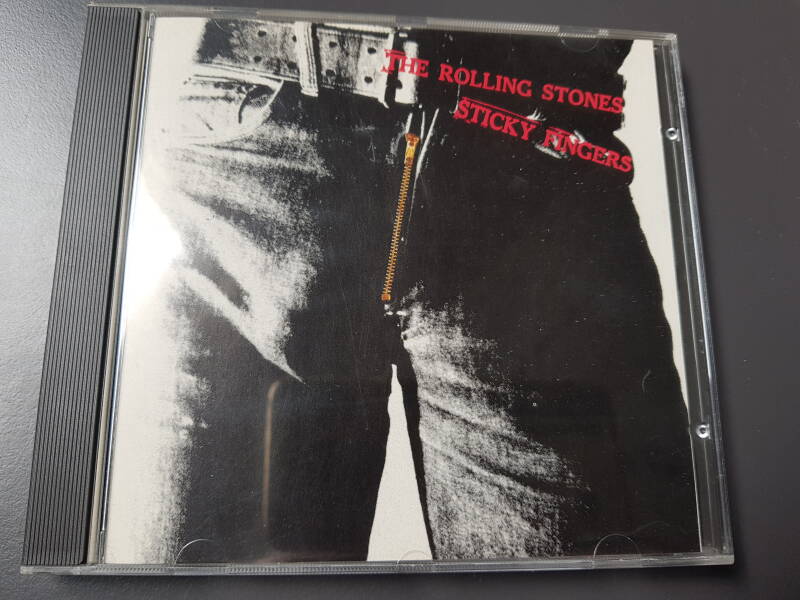 THE ROLLING STONES
STICKY FINGERS